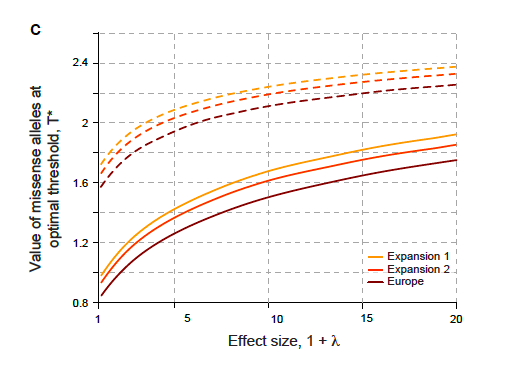 C
Value of missense alleles at
optimal threshold, T*
2.4
2
1.6
1.2
0.8
1
5
10
15
20
Effect size, 1 + λ
Expansion 1
Expansion 2
Europe